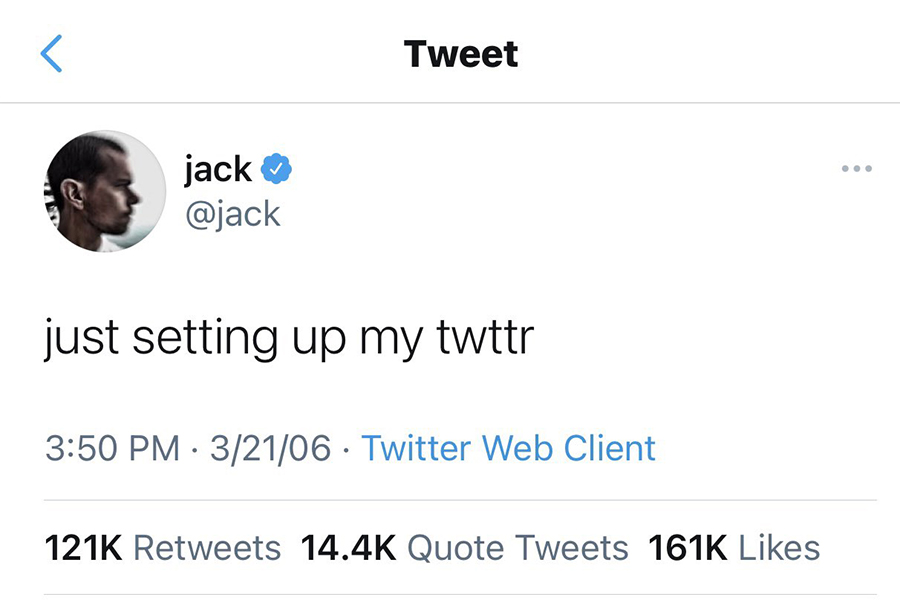 Tweet
jack
@jack
just setting up my twttr
3:50 PM · 3/21/06 · Twitter Web Client
121K Retweets 14.4K Quote Tweets 161K Likes